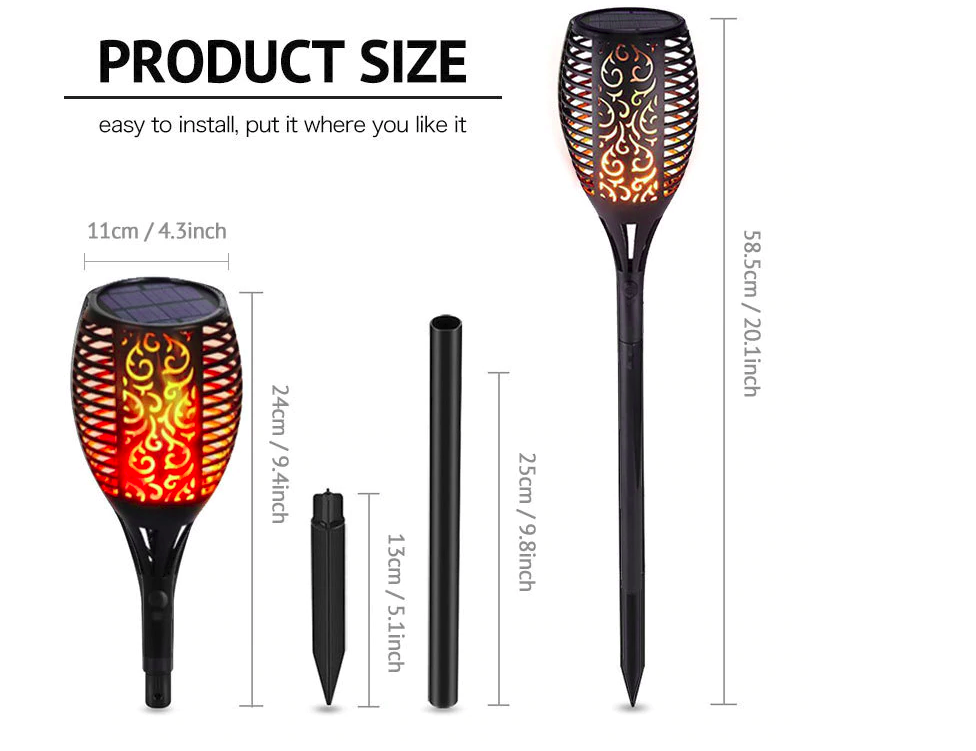 PRODUCT SIZE
easy to install, put it where you like it
11cm / 4.3inch
24cm / 9.4inch
13cm / 5.1inch
25cm / 9.8inch
58.5cm / 20.1inch